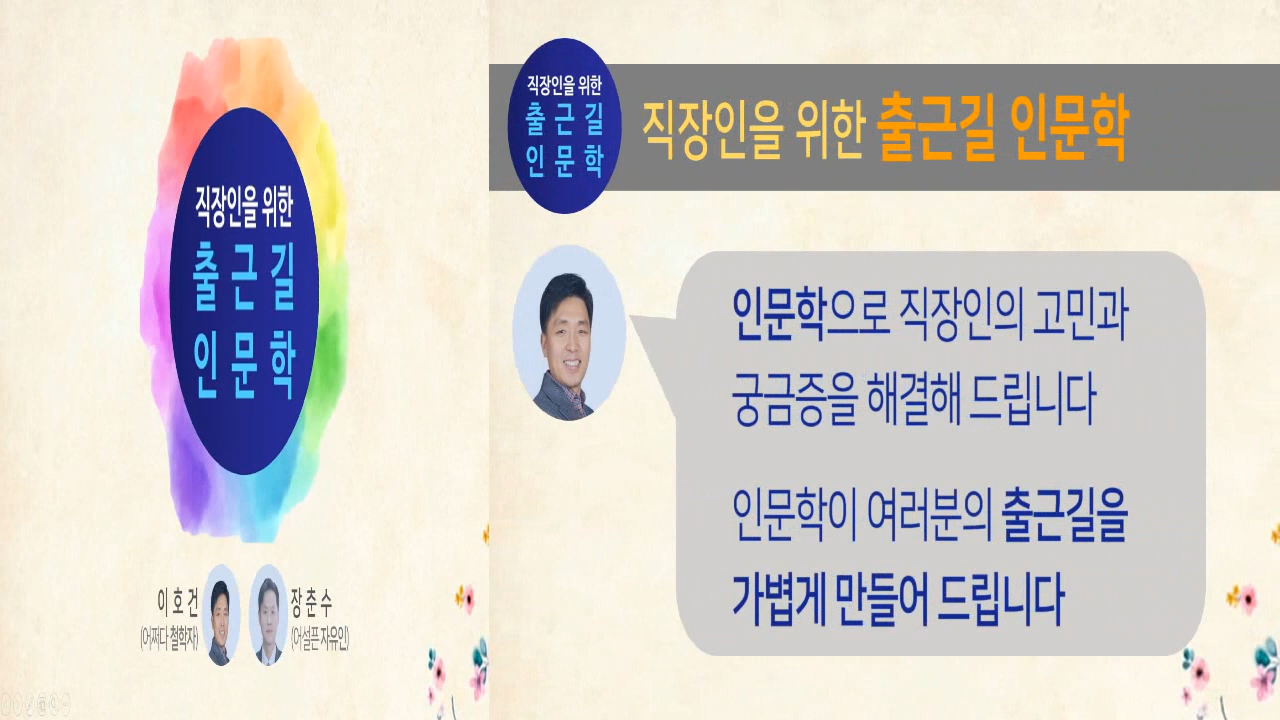 직장인을 위한
출근길
인문학
이호건
(어쩌다 철학자)
장춘수
(어설픈 자유인)
직장인을 위한
출근길
인문학
직장인을 위한 출근길 인문학
인문학으로 직장인의 고민과
궁금증을 해결해 드립니다
인문학이 여러분의 출근길을
가볍게 만들어 드립니다